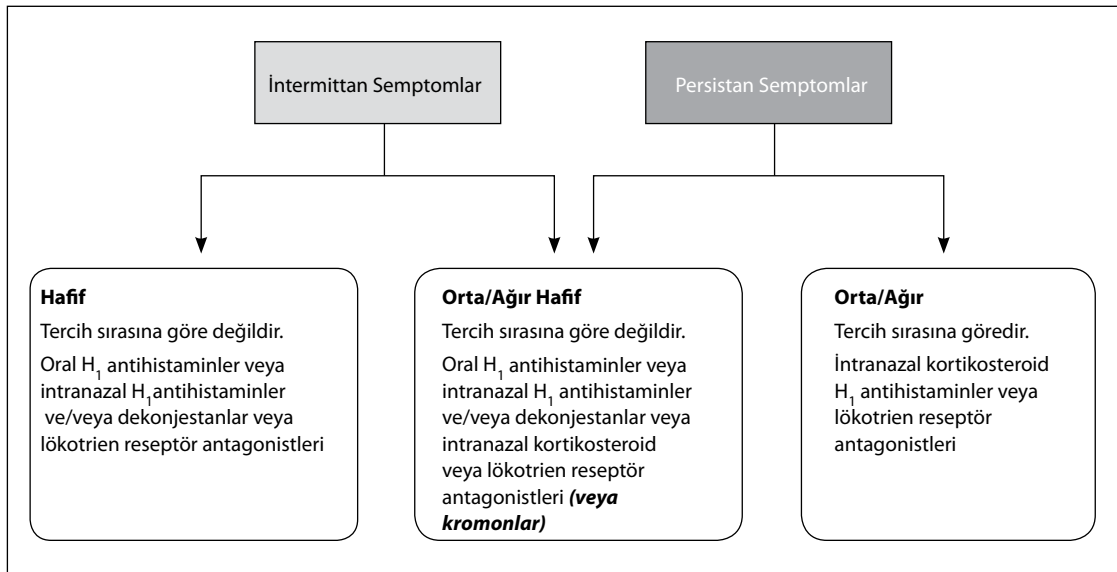 İntermittan Semptomlar
Persistan Semptomlar
Hafif
Tercih sırasına göre değildir.
Oral H₁ antihistaminler veya
intranazal H₁antihistaminler
ve/veya dekonjestanlar veya
lökotrien reseptör antagonistleri
Orta/Ağır Hafif
Tercih sırasına göre değildir.
Oral H₁ antihistaminler veya
intranazal H₁ antihistaminler
ve/veya dekonjestanlar veya
intranazal kortikosteroid
veya lökotrien reseptör
antagonistleri (veya
kromonlar)
Orta/Ağır
Tercih sırasına göredir.
İntranazal kortikosteroid
H₁ antihistaminler veya
lökotrien reseptör
antagonistleri